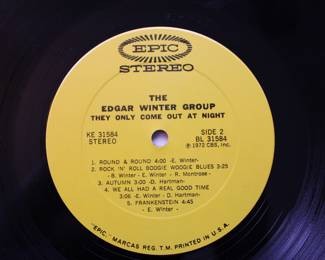 EPIC
STEREO
THE
EDGAR WINTER GROUP
THEY ONLY COME OUT AT NIGHT
KE 31584
STEREO
SIDE 2
BL 31584
℗ 1972 CBS, Inc.
1. ROUND & ROUND 4:00 -E. Winter-
2. ROCK 'N' ROLL BOOGIE WOOGIE BLUES 3:25
-B. Winter - E. Winter - R. Montrose-
3. AUTUMN 3:00 -D. Hartman-
4. WE ALL HAD A REAL GOOD TIME
3:06 -E. Winter - D. Hartman-
5. FRANKENSTEIN 4:45
- E. Winter -
"EPIC," MARCAS REG. T.M. PRINTED IN U.S.A.